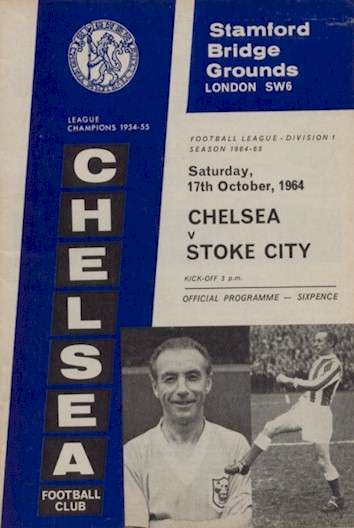 Stamford
Bridge
Grounds
LONDON SW6
LEAGUE
CHAMPIONS 1954-55
FOOTBALL LEAGUE - DIVISION 1
SEASON 1964-65
Saturday,
17th October, 1964
CHELSEA
v
STOKE CITY
KICK-OFF 3 p.m.
OFFICIAL PROGRAMME — SIXPENCE
CHELSEA
FOOTBALL
CLUB